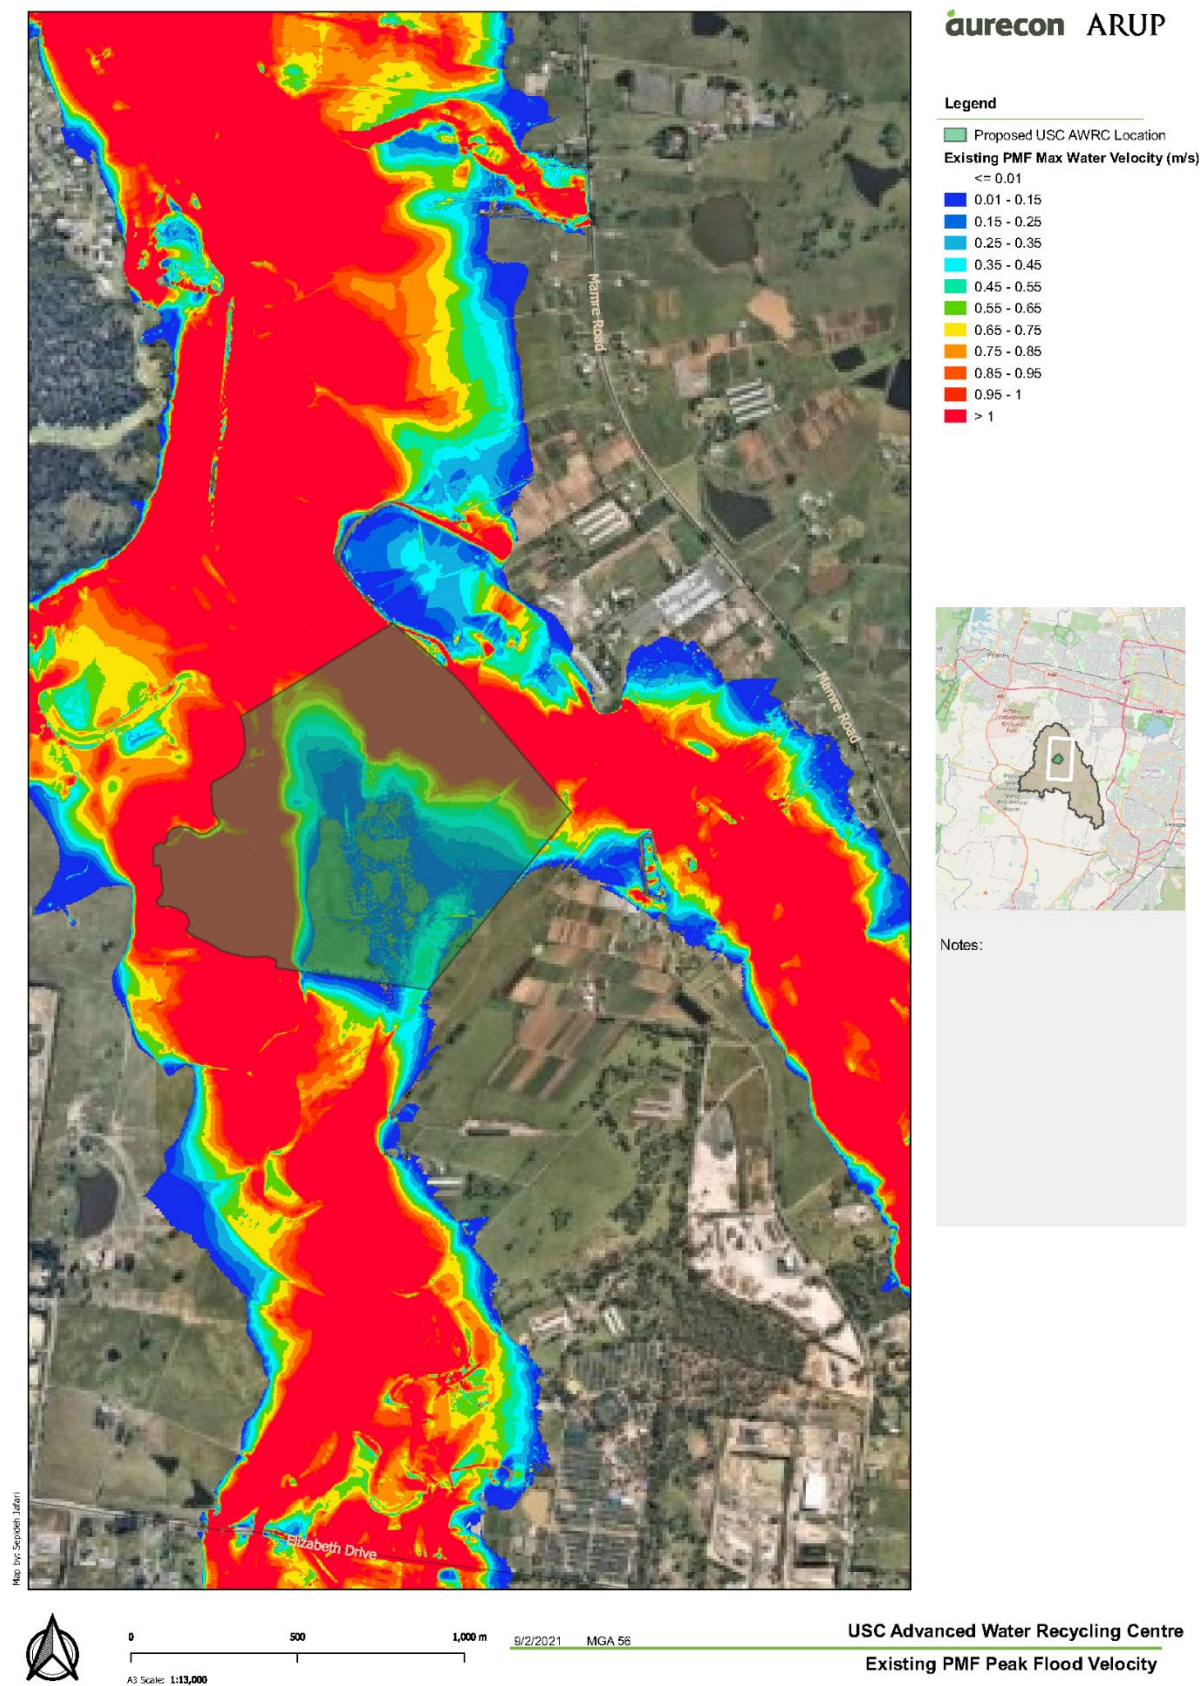 aurecon ARUP
Legend
Proposed USC AWRC Location
Existing PMF Max Water Velocity (m/s)
<= 0.01
0.01 - 0.15
0.15 - 0.25
0.25 - 0.35
0.35 - 0.45
0.45 - 0.55
0.55 - 0.65
0.65 - 0.75
0.75 - 0.85
0.85 - 0.95
0.95 - 1
> 1
Mamre Road
Mamre Road
Elizabeth Drive
Notes:
Map by: Sepideh Jafari
0 500 1,000 m
A3 Scale: 1:13,000
9/2/2021 MGA 56
USC Advanced Water Recycling Centre
Existing PMF Peak Flood Velocity